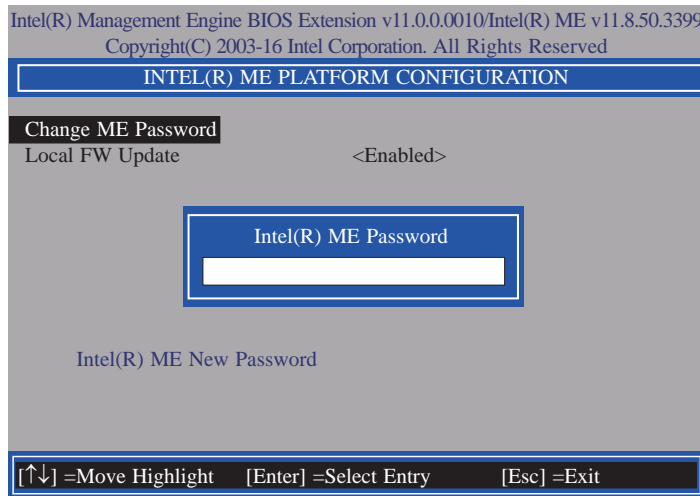 Intel(R) Management Engine BIOS Extension v11.0.0.0010/Intel(R) ME v11.8.50.3399
Copyright(C) 2003-16 Intel Corporation. All Rights Reserved
INTEL(R) ME PLATFORM CONFIGURATION
Change ME Password
Local FW Update <Enabled>
Intel(R) ME Password
Intel(R) ME New Password
[↑↓] =Move Highlight [Enter] =Select Entry [Esc] =Exit